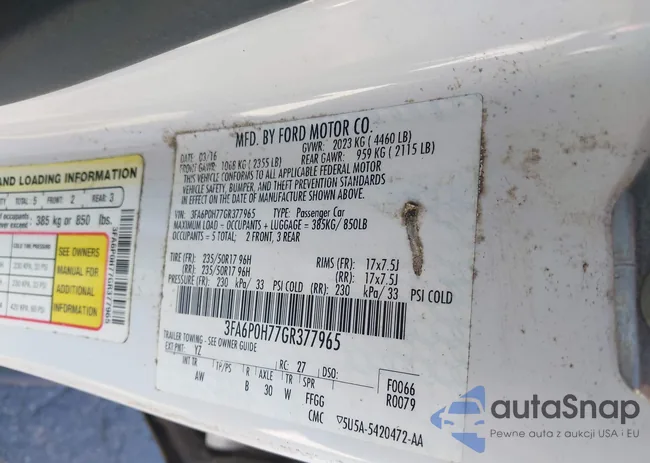 MFD. BY FORD MOTOR CO.
DATE: 03/16 GVWR: 2023 KG ( 4460 LB)
FRONT GAWR: 1068 KG ( 2355 LB) REAR GAWR: 959 KG ( 2115 LB)
THIS VEHICLE CONFORMS TO ALL APPLICABLE FEDERAL MOTOR
VEHICLE SAFETY, BUMPER, AND THEFT PREVENTION STANDARDS
IN EFFECT ON THE DATE OF MANUFACTURE SHOWN ABOVE.
VIN: 3FA6P0H77GR377965 TYPE: Passenger Car
MAXIMUM LOAD = OCCUPANTS + LUGGAGE = 385KG/850LB
OCCUPANTS = 5 TOTAL; 2 FRONT, 3 REAR
TIRE (FR): 235/50R17 96H RIMS (FR): 17x7.5J
(RR): 235/50R17 96H (RR): 17x7.5J
PRESSURE (FR): 230 kPa/ 33 PSI COLD (RR): 230 kPa/ 33 PSI COLD
3FA6P0H77GR377965
TRAILER TOWING - SEE OWNER GUIDE
EXT PNT: YZ RC: 27 DSO: F0066
INT TR TP/PS R AXLE TR SPR R0079
AW B 30 W FFGG
CMC 5U5A-5420472-AA
AND LOADING INFORMATION
TOTAL : 5 FRONT: 2 REAR: 3
occupants 385 kg or 850 lbs.
exceed
COLD TIRE PRESSURE
SEE OWNERS
MANUAL FOR
ADDITIONAL
INFORMATION
3FA6P0H77GR377965
autoSnap
Pewne auta z aukcji USA i EU